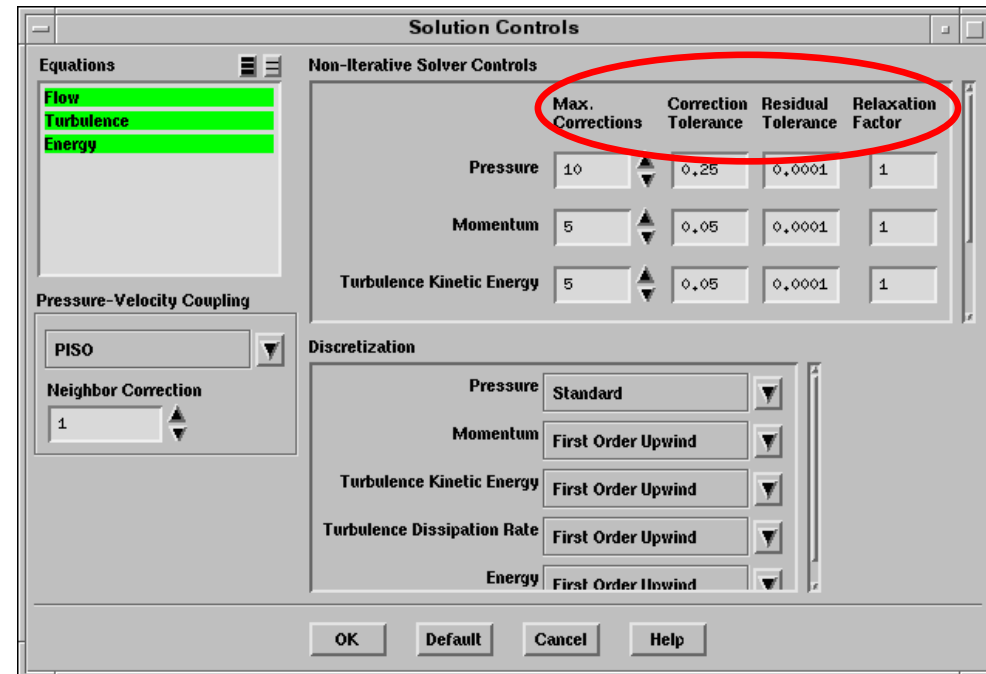 Solution Controls
Equations
Flow
Turbulence
Energy
Pressure-Velocity Coupling
PISO
Neighbor Correction
1
Non-Iterative Solver Controls
Max. Corrections Correction Tolerance Residual Tolerance Relaxation Factor
Pressure 10 0.25 0.0001 1
Momentum 5 0.05 0.0001 1
Turbulence Kinetic Energy 5 0.05 0.0001 1
Discretization
Pressure Standard
Momentum First Order Upwind
Turbulence Kinetic Energy First Order Upwind
Turbulence Dissipation Rate First Order Upwind
Energy First Order Upwind
OK Default Cancel Help